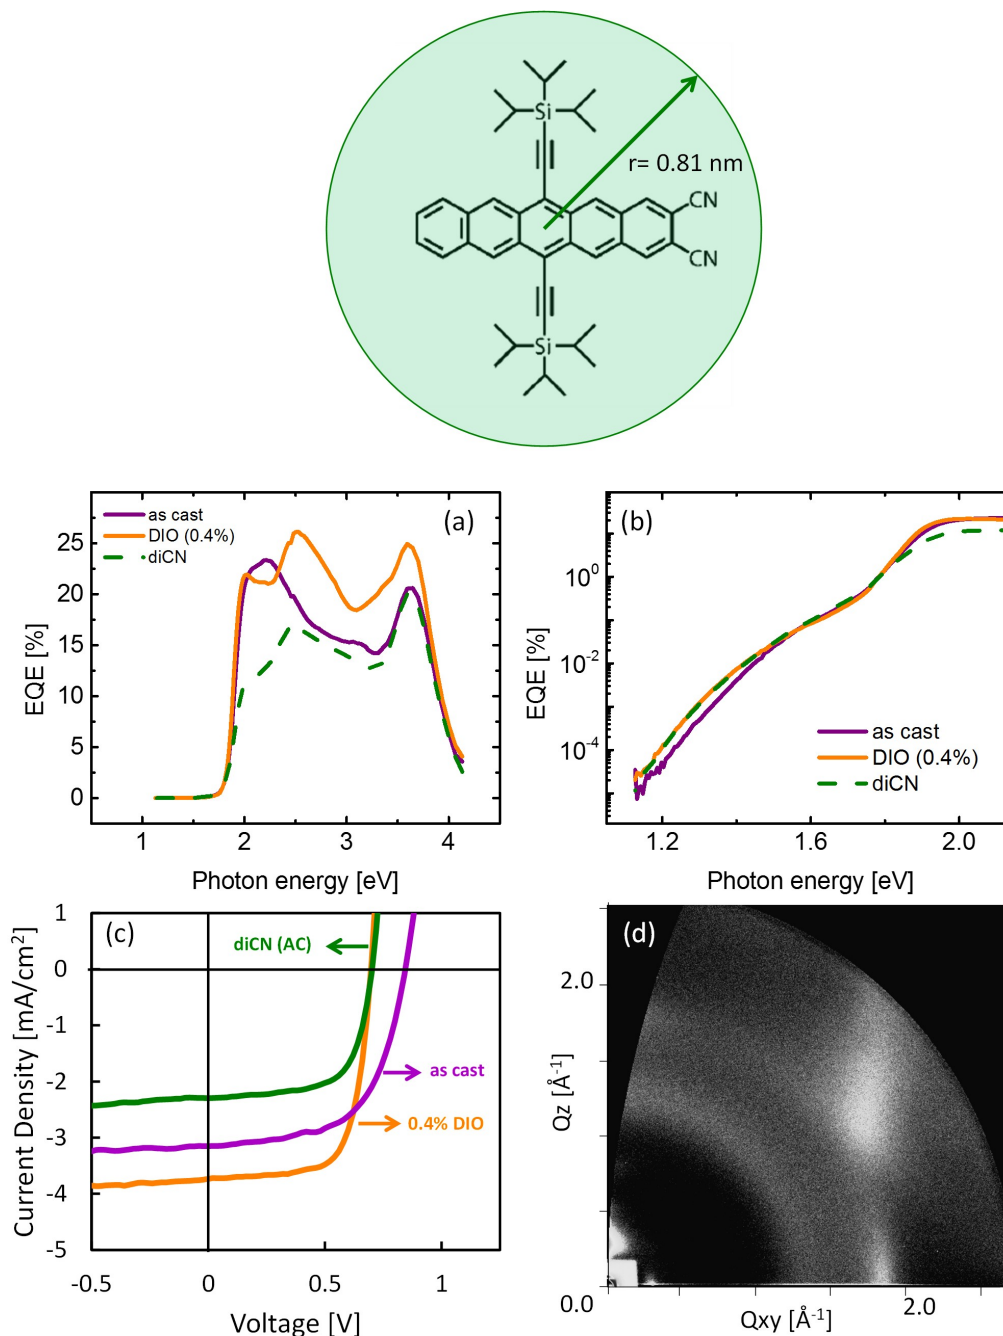 Si
r= 0.81 nm
CN
CN
Si
as cast
DIO (0.4%)
diCN
(a)
25
20
15
10
5
0
EQE [%]
1
2
3
4
Photon energy [eV]
(b)
10⁰
10⁻²
10⁻⁴
EQE [%]
as cast
DIO (0.4%)
diCN
1.2
1.6
2.0
Photon energy [eV]
(c)
1
0
-1
-2
-3
-4
-5
Current Density [mA/cm²]
diCN (AC)
as cast
0.4% DIO
-0.5
0
0.5
1
Voltage [V]
(d)
2.0
Qz [Å⁻¹]
0.0
2.0
Qxy [Å⁻¹]